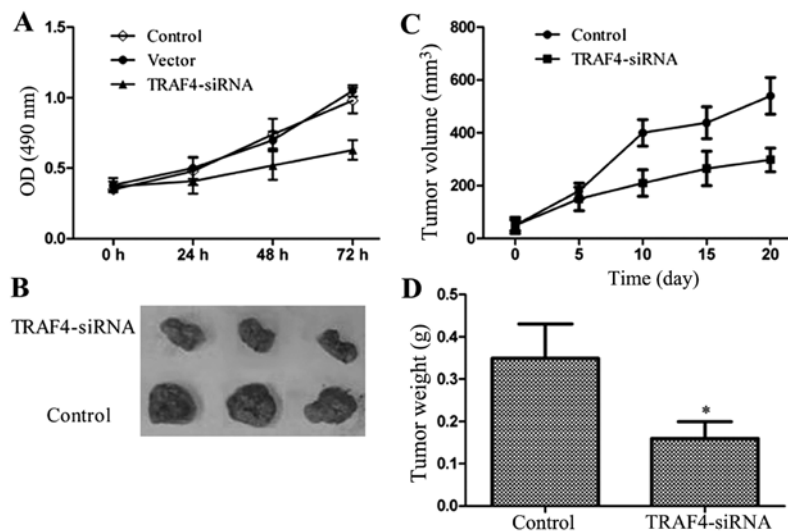 A
Control
Vector
TRAF4-siRNA
OD (490 nm)
1.5
1.0
0.5
0.0
0 h
24 h
48 h
72 h
B
TRAF4-siRNA
Control
C
Control
TRAF4-siRNA
Tumor volume (mm³)
800
600
400
200
0
0
5
10
15
20
Time (day)
D
Tumor weight (g)
0.5
0.4
0.3
0.2
0.1
0.0
*
Control
TRAF4-siRNA